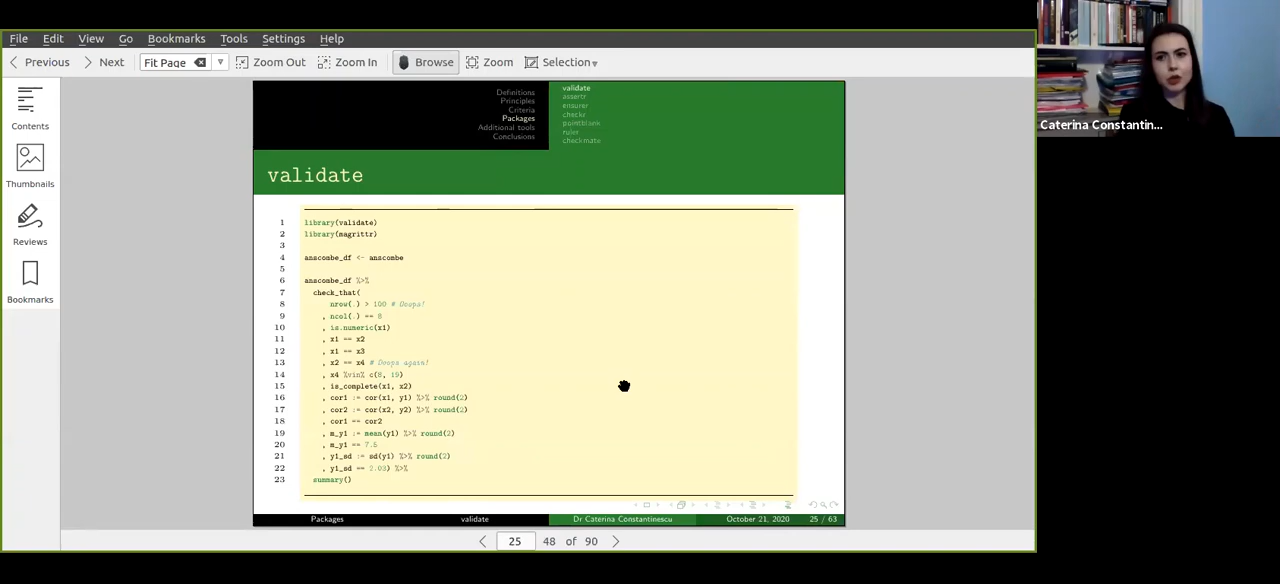 File Edit View Go Bookmarks Tools Settings Help
Previous Next Fit Page Zoom Out Zoom In Browse Zoom Selection
Contents
Thumbnails
Reviews
Bookmarks
Definitions
Principles
Criteria
Packages
Additional tools
Conclusions
validate
assertr
ensurer
checkr
pointblank
ruler
checkmate
validate
1 library(validate)
2 library(magrittr)
3
4 anscombe_df <- anscombe
5
6 anscombe_df %>%
7 check_that(
8 nrow(.) > 100 # Ooops!
9 , ncol(.) == 8
10 , is.numeric(x1)
11 , x1 == x2
12 , x1 == x3
13 , x2 == x4 # Ooops again!
14 , x4 %vin% c(8, 19)
15 , is_complete(x1, x2)
16 , cor1 := cor(x1, y1) %>% round(2)
17 , cor2 := cor(x2, y2) %>% round(2)
18 , cor1 == cor2
19 , m_y1 := mean(y1) %>% round(2)
20 , m_y1 == 7.5
21 , y1_sd := sd(y1) %>% round(2)
22 , y1_sd == 2.03) %>%
23 summary()
Packages validate Dr Caterina Constantinescu October 21, 2020 25 / 63
25 48 of 90
Caterina Constantin...